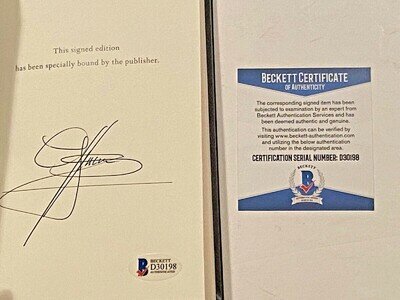 This signed edition
has been specially bound by the publisher.
BECKETT
D30198
AUTHENTICATED
BECKETT CERTIFICATE
OF AUTHENTICITY
The corresponding signed item has been
subjected to examination by an expert from
Beckett Authentication Services and has
been deemed authentic and genuine.
This authentication can be verified by
visiting www.beckett-authentication.com and
utilizing the below authentication number
in the designated area.
CERTIFICATION SERIAL NUMBER: D30198
BECKETT